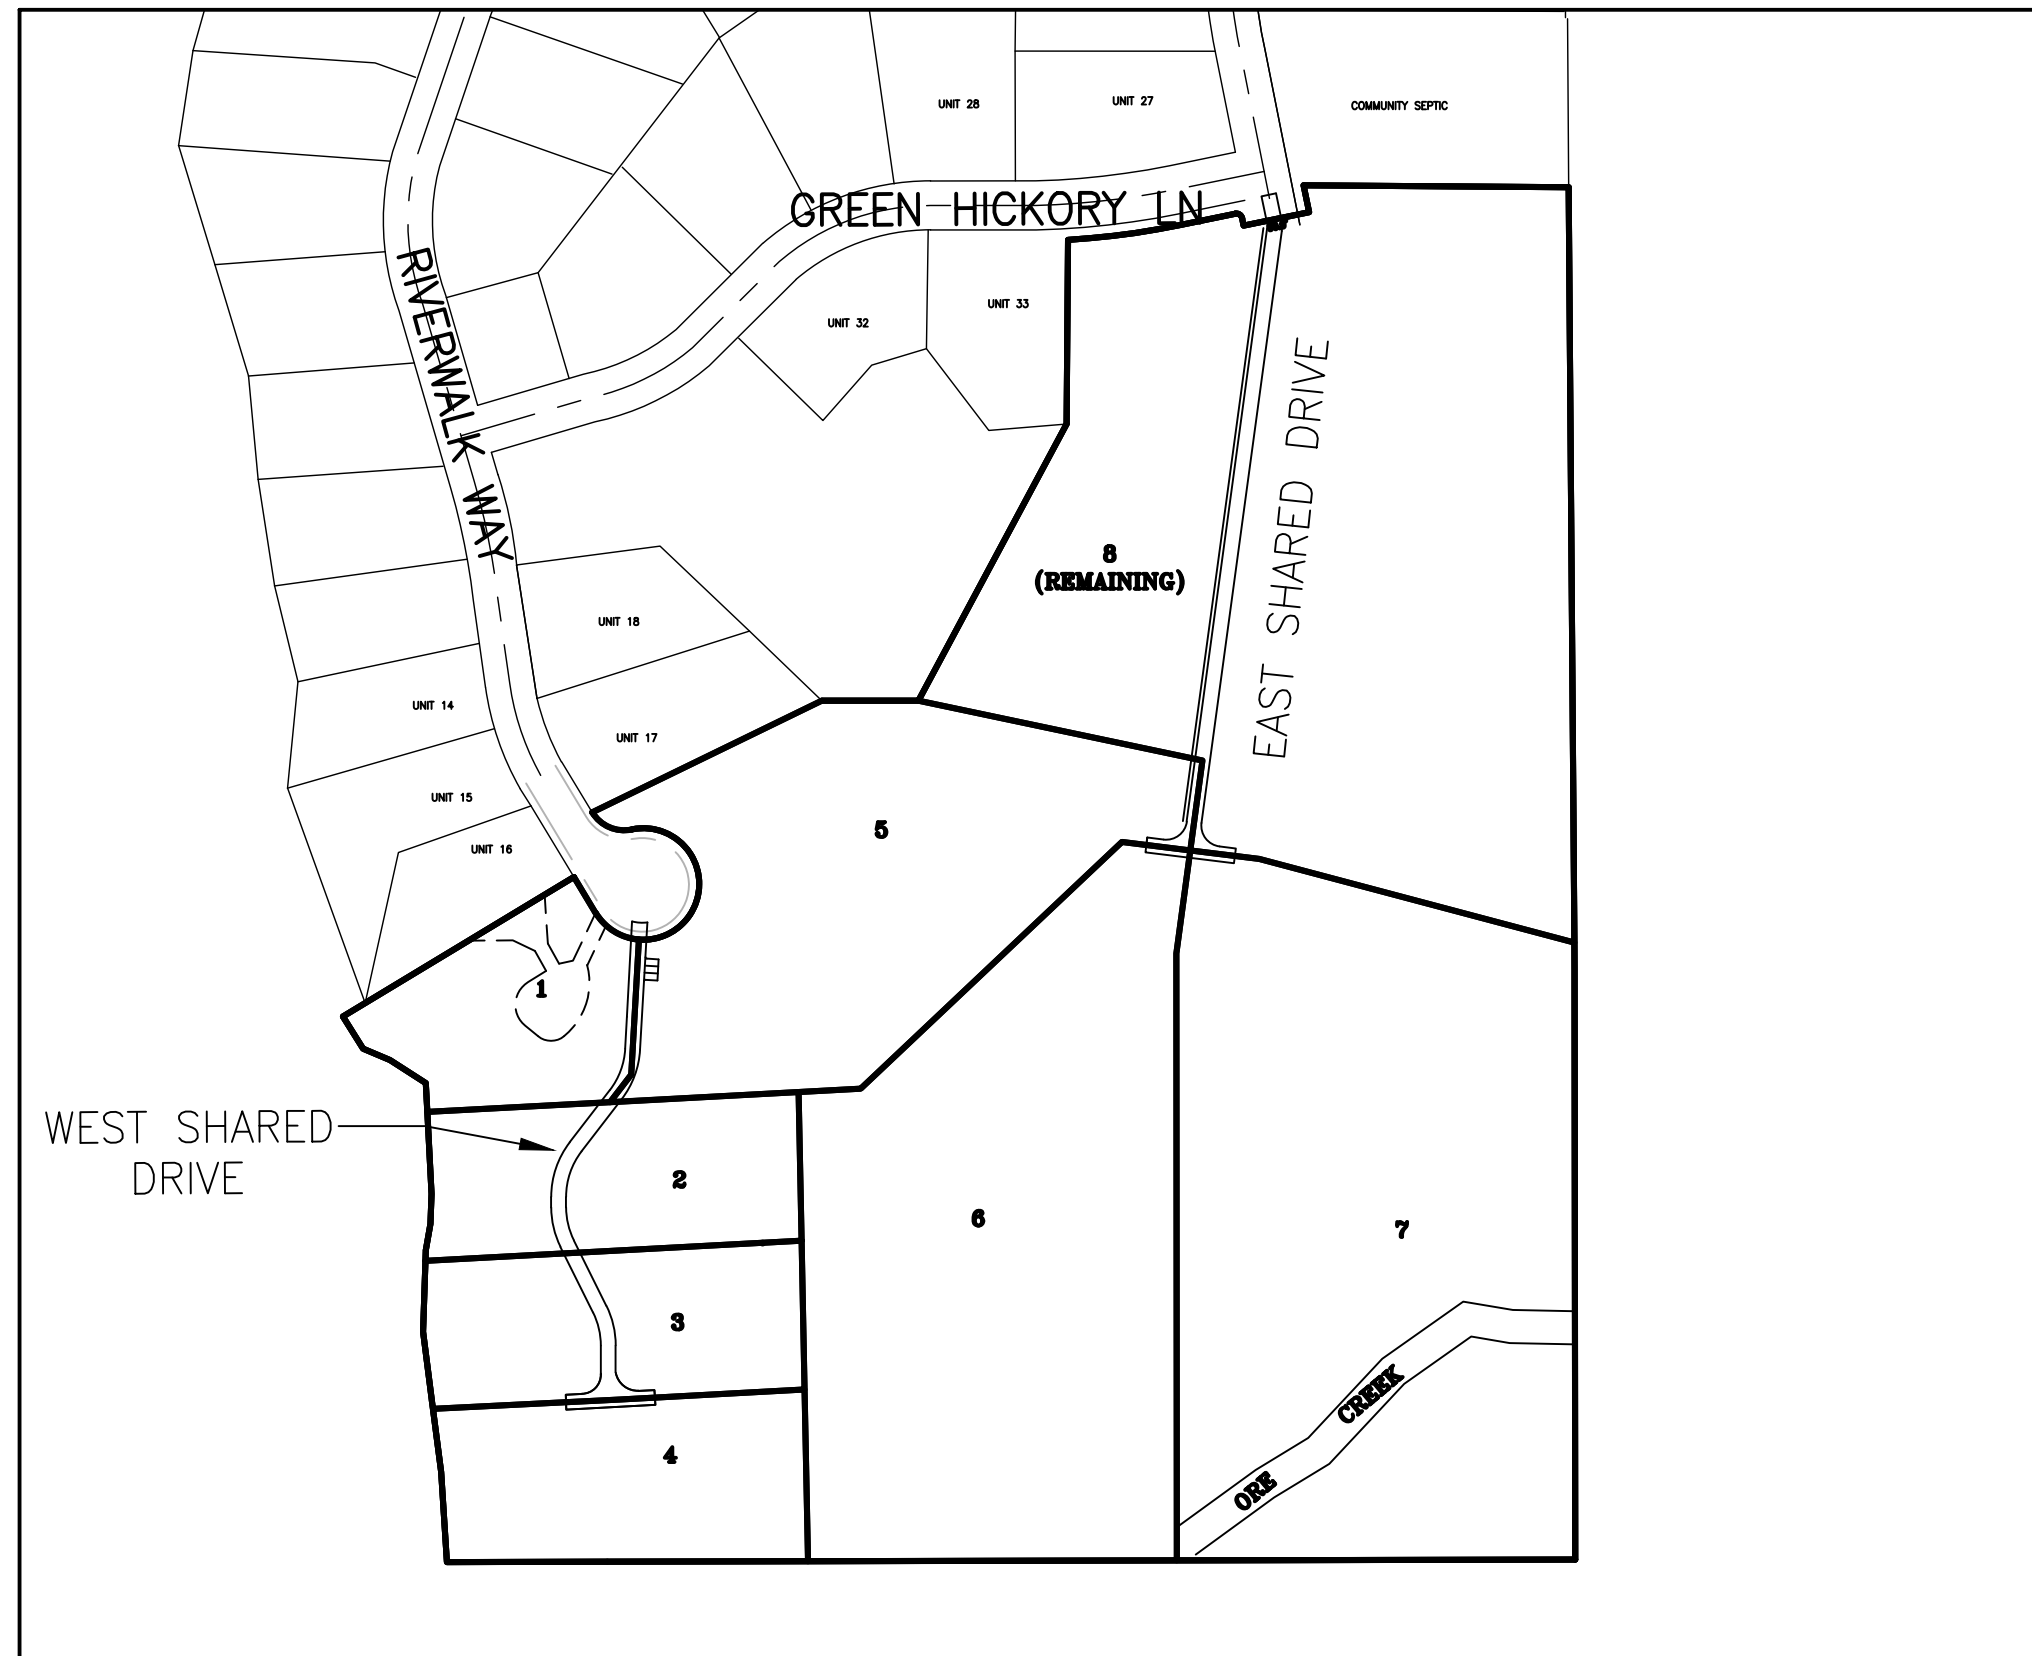 UNIT 28
UNIT 27
COMMUNITY SEPTIC
GREEN HICKORY LN
RIVERWALK WAY
UNIT 32
UNIT 33
EAST SHARED DRIVE
8
(REMAINING)
UNIT 18
UNIT 14
UNIT 17
UNIT 15
UNIT 16
5
1
WEST SHARED
DRIVE
2
6
7
3
4
ORE CREEK